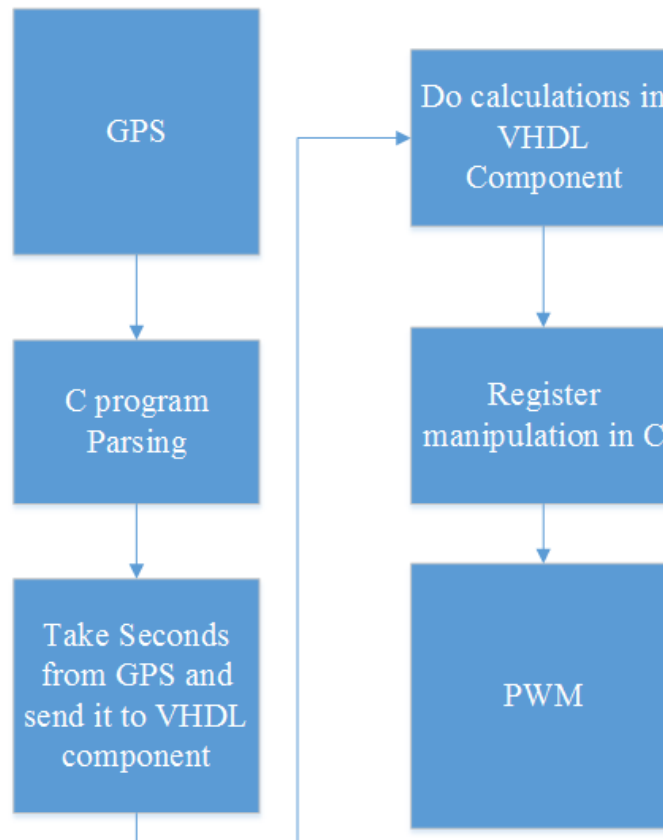 GPS
C program
Parsing
Take Seconds
from GPS and
send it to VHDL
component
Do calculations in
VHDL
Component
Register
manipulation in C
PWM